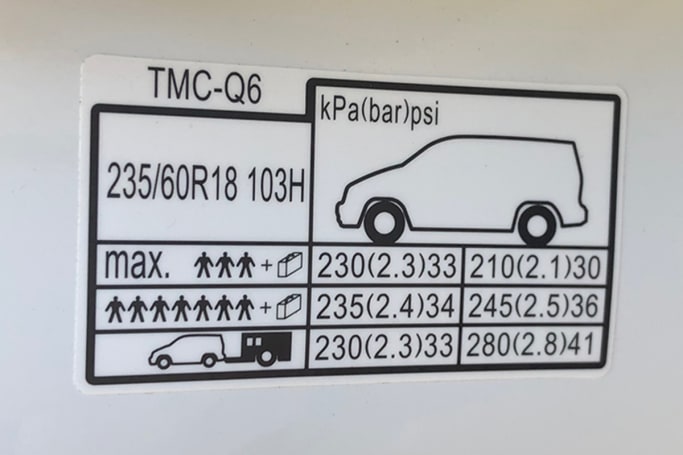 TMC-Q6
kPa(bar)psi
235/60R18 103H
max. + 230(2.3)33 210(2.1)30
+ 235(2.4)34 245(2.5)36
230(2.3)33 280(2.8)41